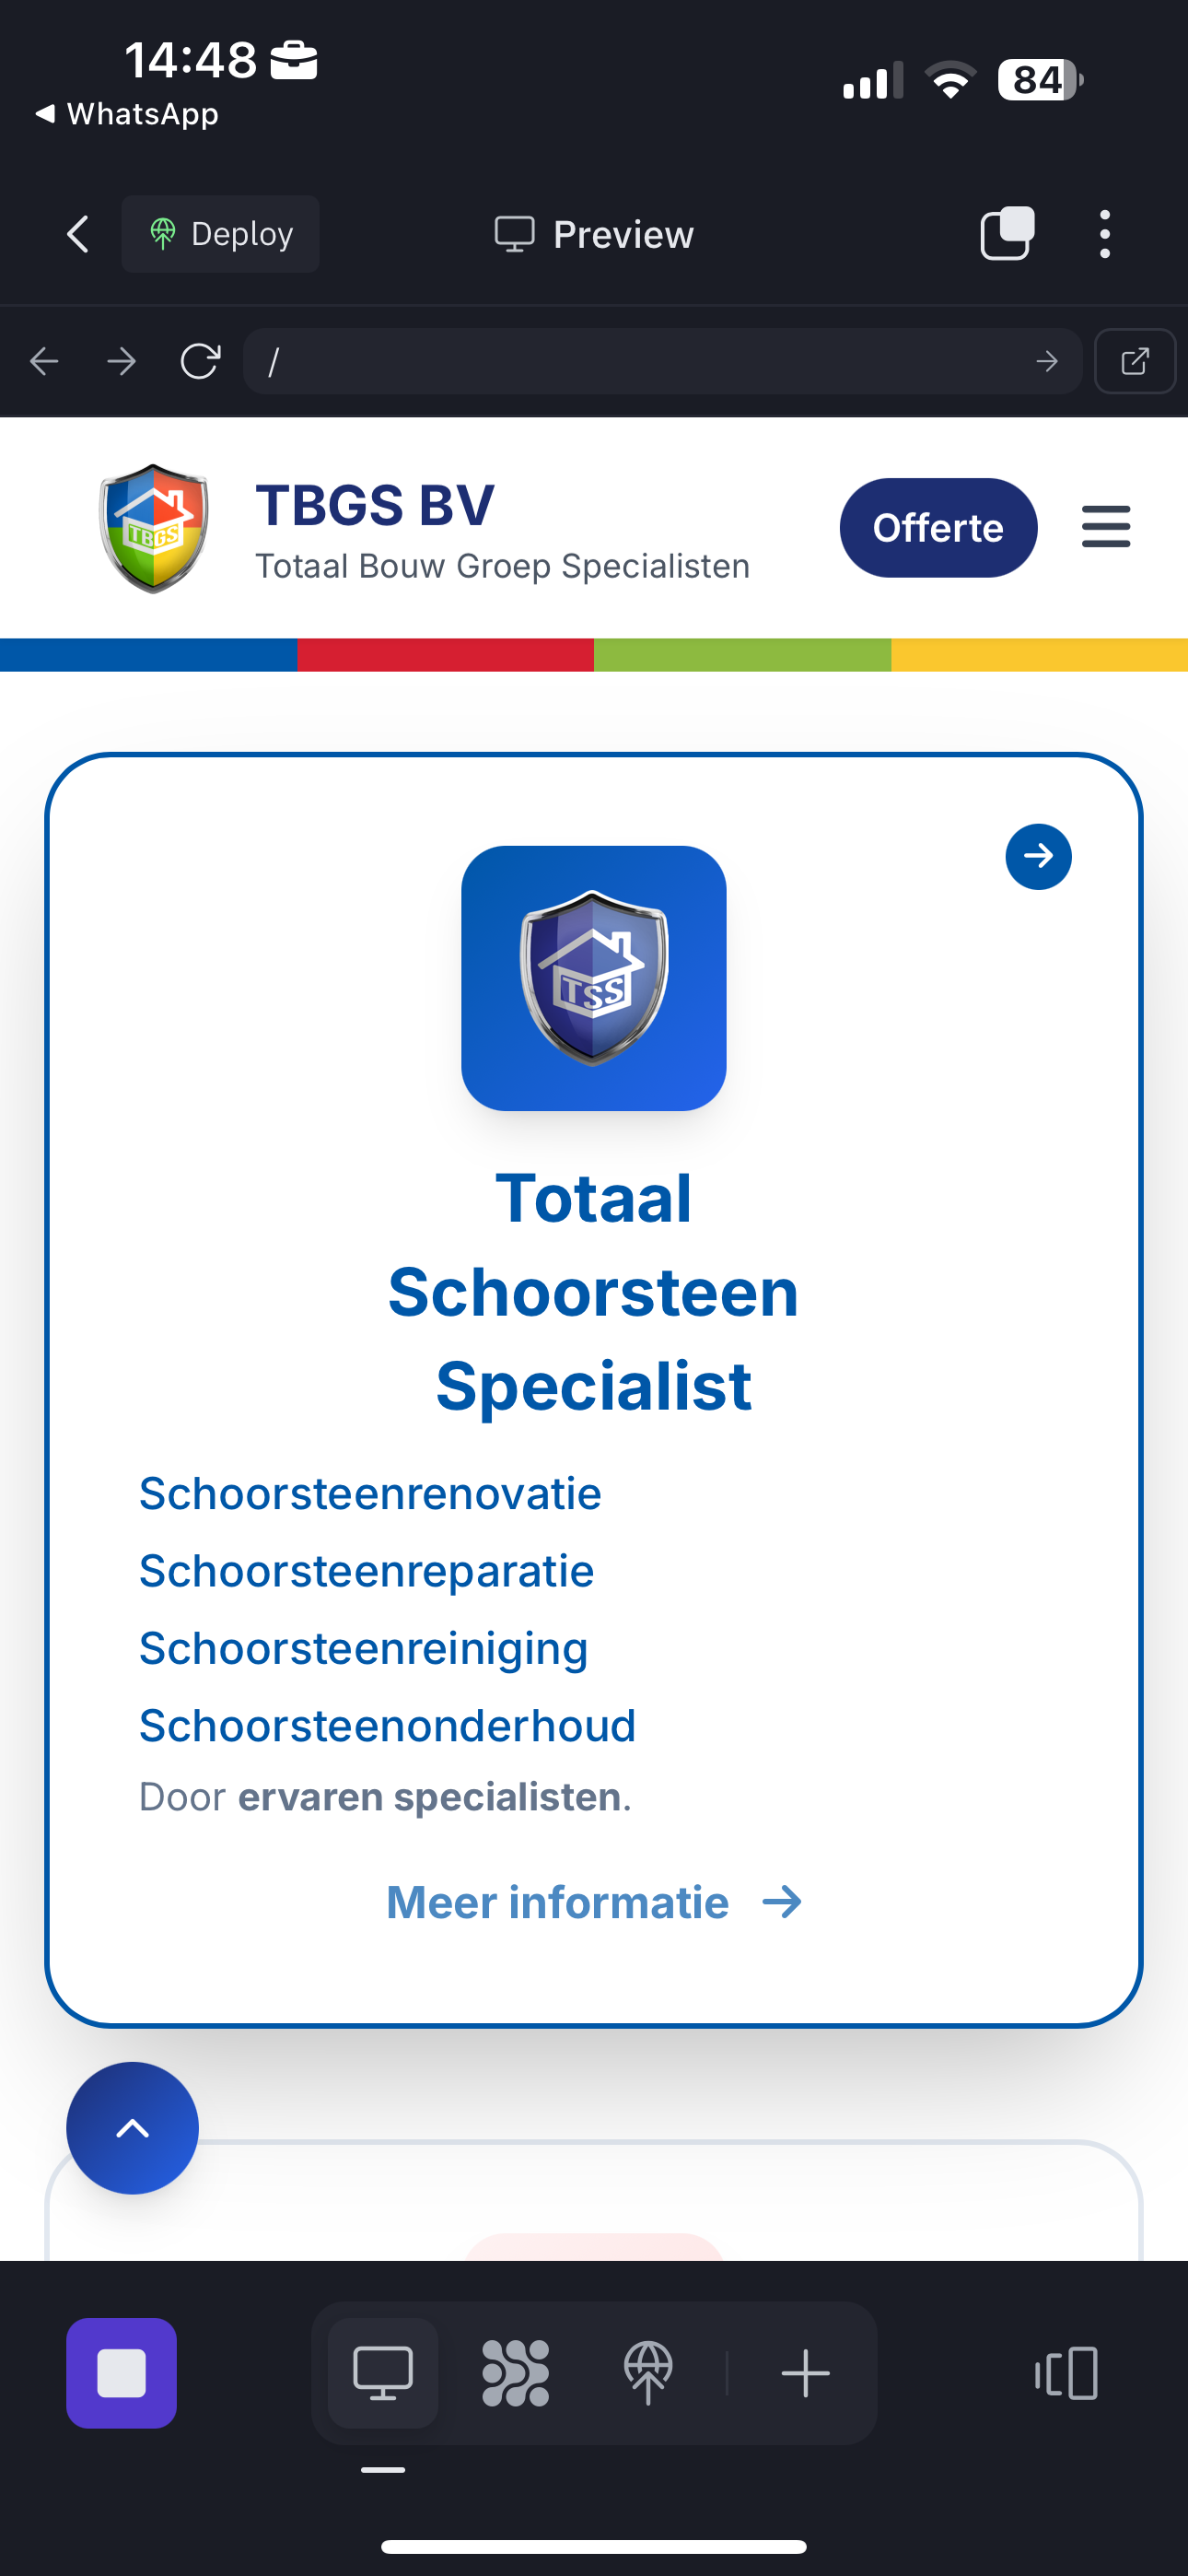 14:48
WhatsApp
84
Deploy
Preview
/
TBGS
TBGS BV
Totaal Bouw Groep Specialisten
Offerte
TSS
Totaal
Schoorsteen
Specialist
Schoorsteenrenovatie
Schoorsteenreparatie
Schoorsteenreiniging
Schoorsteenonderhoud
Door ervaren specialisten.
Meer informatie